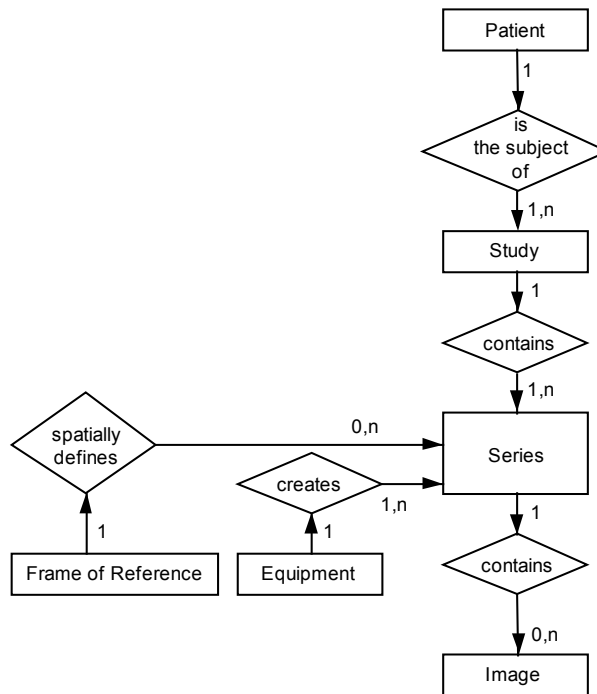 Patient
1
is
the subject
of
1,n
Study
1
contains
1,n
spatially
defines
0,n
Series
creates
1,n
1
1
1
Frame of Reference
Equipment
contains
0,n
Image